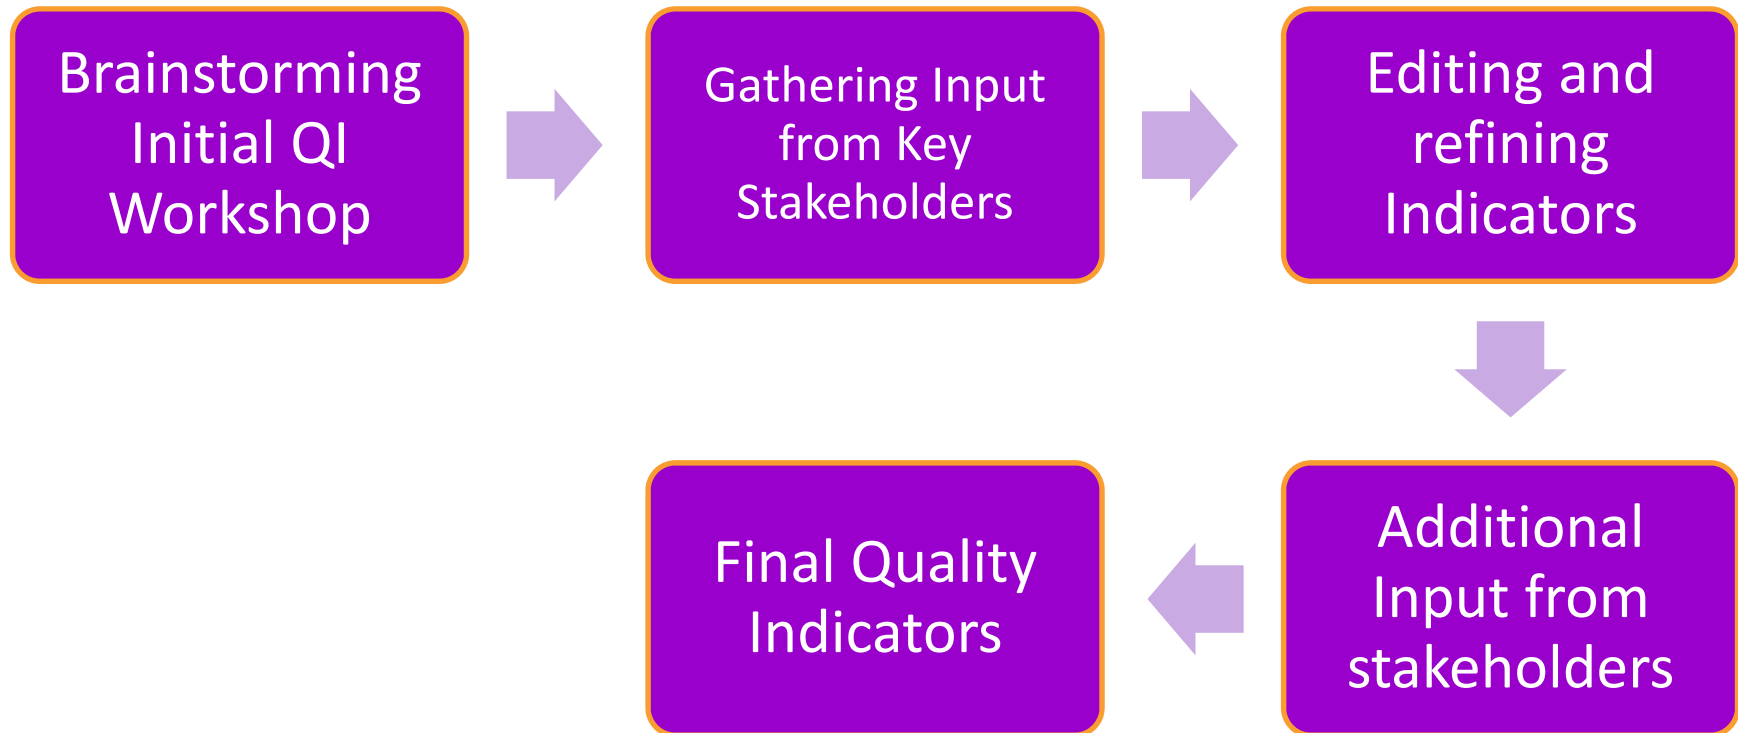 Brainstorming
Initial QI
Workshop
Gathering Input
from Key
Stakeholders
Editing and
refining
Indicators
Additional
Input from
stakeholders
Final Quality
Indicators